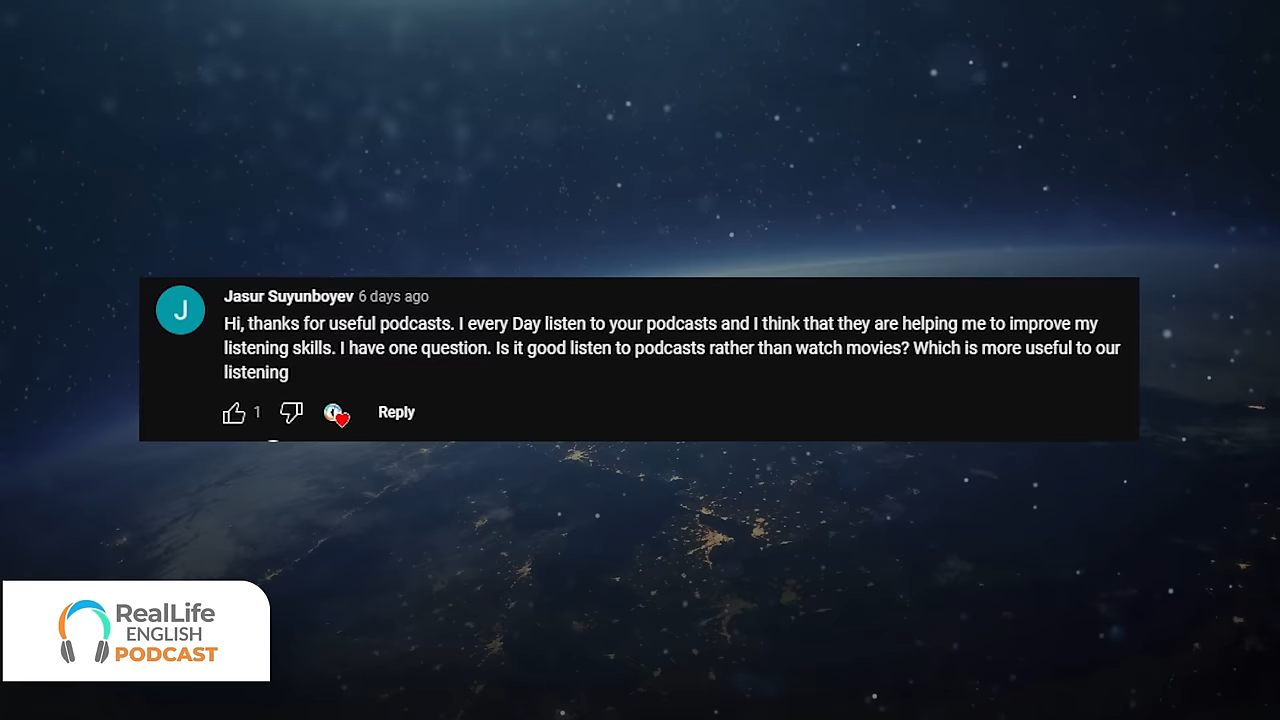 J
Jasur Suyunboyev 6 days ago
Hi, thanks for useful podcasts. I every Day listen to your podcasts and I think that they are helping me to improve my
listening skills. I have one question. Is it good listen to podcasts rather than watch movies? Which is more useful to our
listening
1
Reply
RealLife
ENGLISH
PODCAST